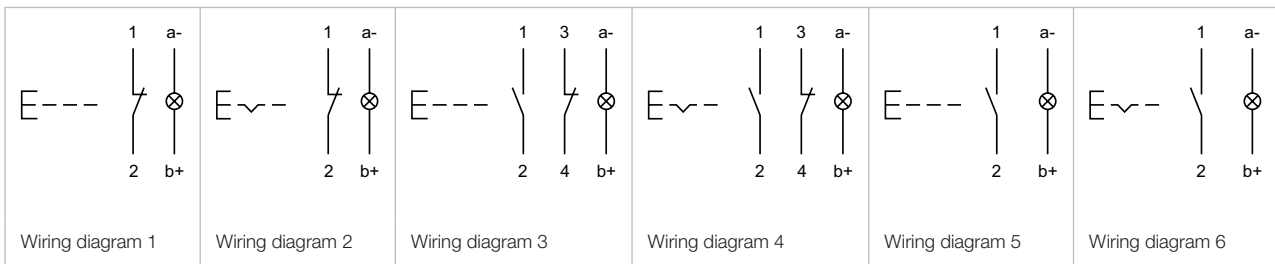 1 a- 1 a- 1 3 a- 1 3 a- 1 a- 1 a-
2 b+ 2 b+ 2 4 b+ 2 4 b+ 2 b+ 2 b+
Wiring diagram 1 Wiring diagram 2 Wiring diagram 3 Wiring diagram 4 Wiring diagram 5 Wiring diagram 6